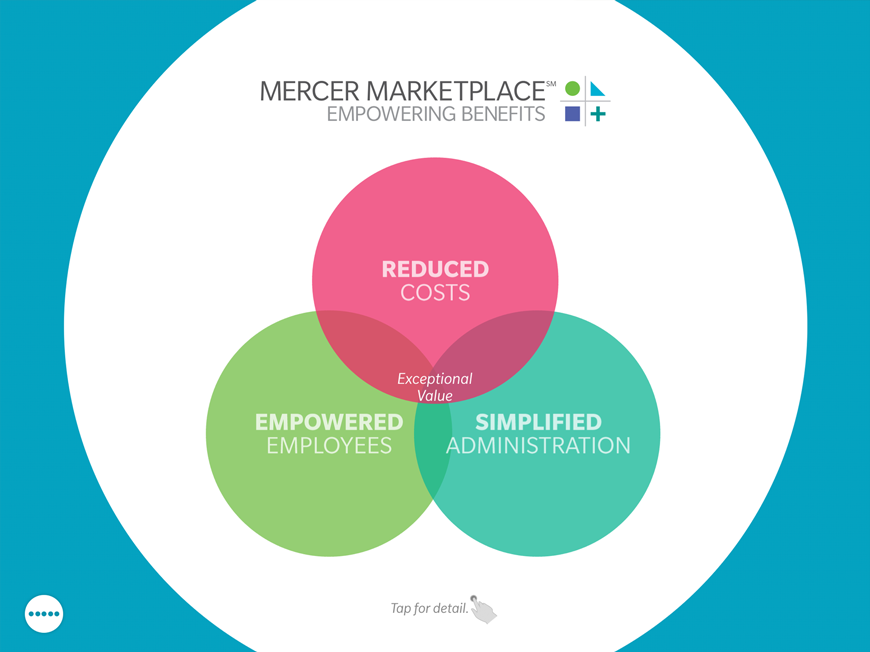 MERCER MARKETPLACE℠
EMPOWERING BENEFITS
REDUCED
COSTS
Exceptional
Value
EMPOWERED
EMPLOYEES
SIMPLIFIED
ADMINISTRATION
Tap for detail.